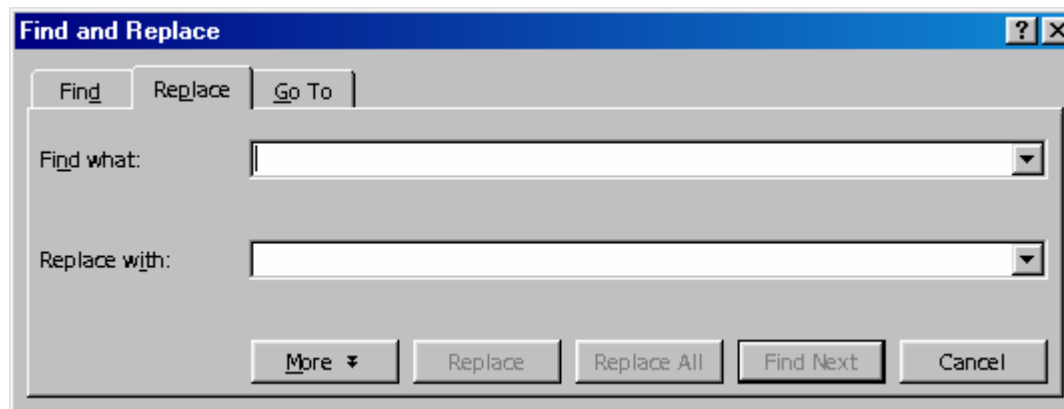 Find and Replace
Find Replace Go To
Find what:
Replace with:
More Replace Replace All Find Next Cancel